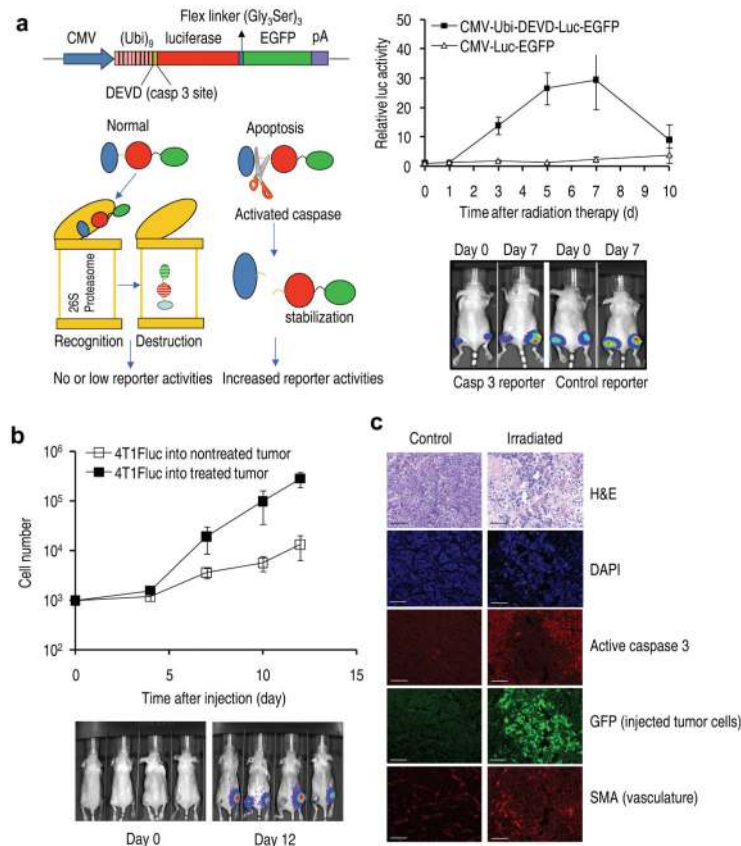 a
Flex linker (Gly3Ser)3
CMV (Ubi)9 luciferase EGFP pA
DEVD (casp 3 site)
Normal
Apoptosis
Activated caspase
26S Proteasome
stabilization
Recognition Destruction
No or low reporter activities
Increased reporter activities
CMV-Ubi-DEVD-Luc-EGFP
CMV-Luc-EGFP
Relative luc activity
50
40
30
20
10
0
0 1 2 3 4 5 6 7 8 10
Time after radiation therapy (d)
Day 0 Day 7 Day 0 Day 7
Casp 3 reporter Control reporter
b
4T1Fluc into nontreated tumor
4T1Fluc into treated tumor
Cell number
10^6
10^5
10^4
10^3
10^2
0 5 10 15
Time after injection (day)
Day 0 Day 12
c
Control Irradiated
H&E
DAPI
Active caspase 3
GFP (injected tumor cells)
SMA (vasculature)